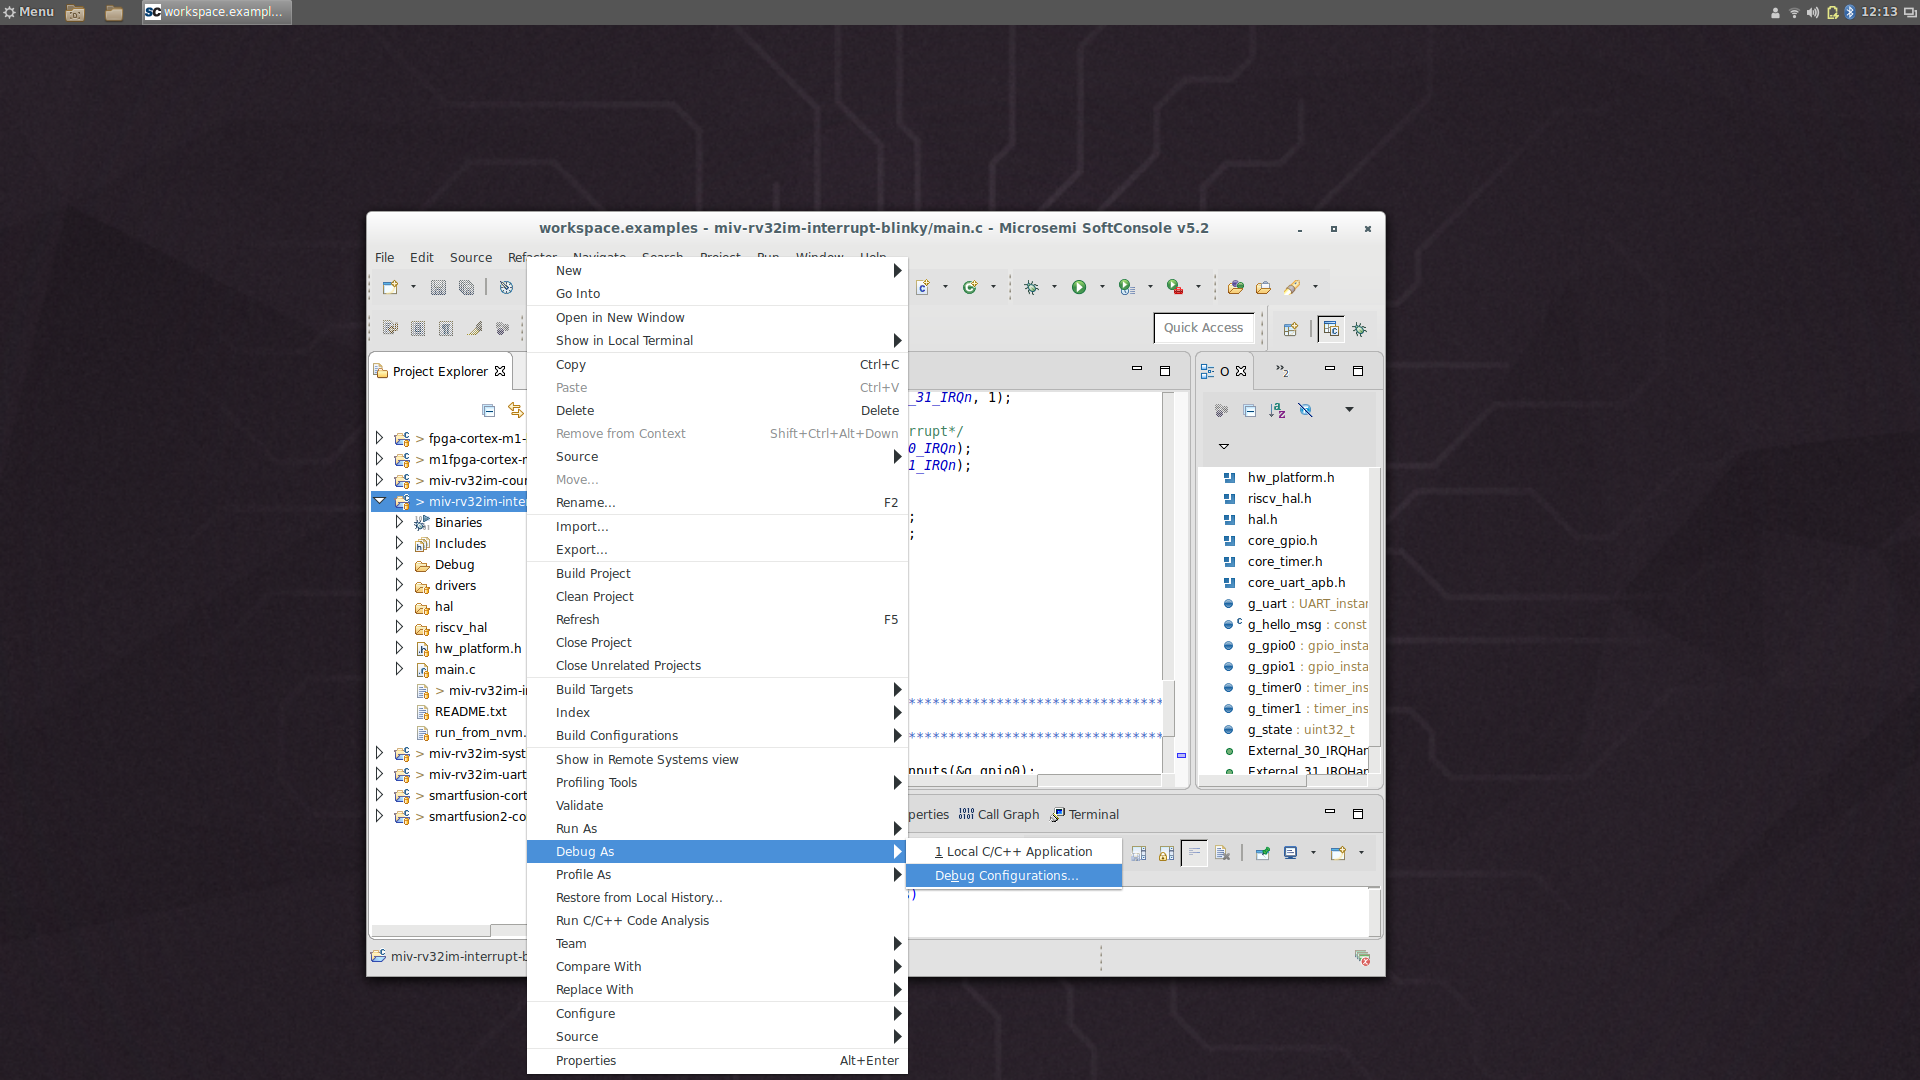 Menu
SC workspace.exampl...
12:13
workspace.examples - miv-rv32im-interrupt-blinky/main.c - Microsemi SoftConsole v5.2
File Edit Source Refactor Navigate Search Project Run Window Help
Quick Access
Project Explorer
> fpga-cortex-m1-
> m1fpga-cortex-m
> miv-rv32im-cour
> miv-rv32im-inter
Binaries
Includes
Debug
drivers
hal
riscv_hal
hw_platform.h
main.c
> miv-rv32im-i
README.txt
run_from_nvm.
> miv-rv32im-syst
> miv-rv32im-uart
> smartfusion-cort
> smartfusion2-co
miv-rv32im-interrupt-b
New
Go Into
Open in New Window
Show in Local Terminal
Copy Ctrl+C
Paste Ctrl+V
Delete Delete
Remove from Context Shift+Ctrl+Alt+Down
Source
Move...
Rename... F2
Import...
Export...
Build Project
Clean Project
Refresh F5
Close Project
Close Unrelated Projects
Build Targets
Index
Build Configurations
Show in Remote Systems view
Profiling Tools
Validate
Run As
Debug As
Profile As
Restore from Local History...
Run C/C++ Code Analysis
Team
Compare With
Replace With
Configure
Source
Properties Alt+Enter
1 Local C/C++ Application
Debug Configurations...
_31_IRQn, 1);
rrupt*/
0_IRQn);
1_IRQn);
;
;
nputs(&g_gpio0);
perties Call Graph Terminal
O
hw_platform.h
riscv_hal.h
hal.h
core_gpio.h
core_timer.h
core_uart_apb.h
g_uart : UART_instan
g_hello_msg : const
g_gpio0 : gpio_insta
g_gpio1 : gpio_insta
g_timer0 : timer_ins
g_timer1 : timer_ins
g_state : uint32_t
External_30_IRQHan
External_31_IRQHan